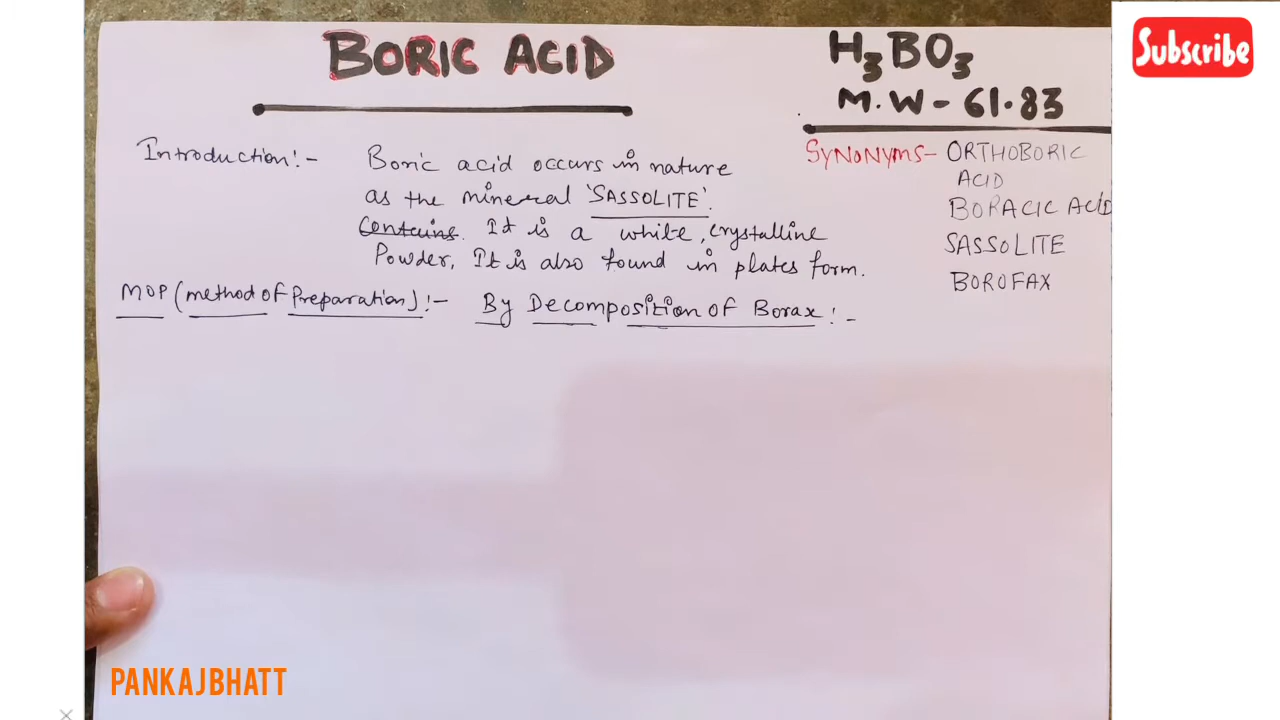 BORIC ACID
H3BO3
M.W - 61.83
Subscribe
Introduction:- Boric acid occurs in nature
as the mineral 'SASSOLITE'.
Contains. It is a white, crystalline
Powder, It is also found in plates form.
SYNONYMS- ORTHOBORIC
ACID
BORACIC ACID
SASSOLITE
BOROFAX
MOP (method of Preparation) :- By Decomposition of Borax :-
PANKAJBHATT